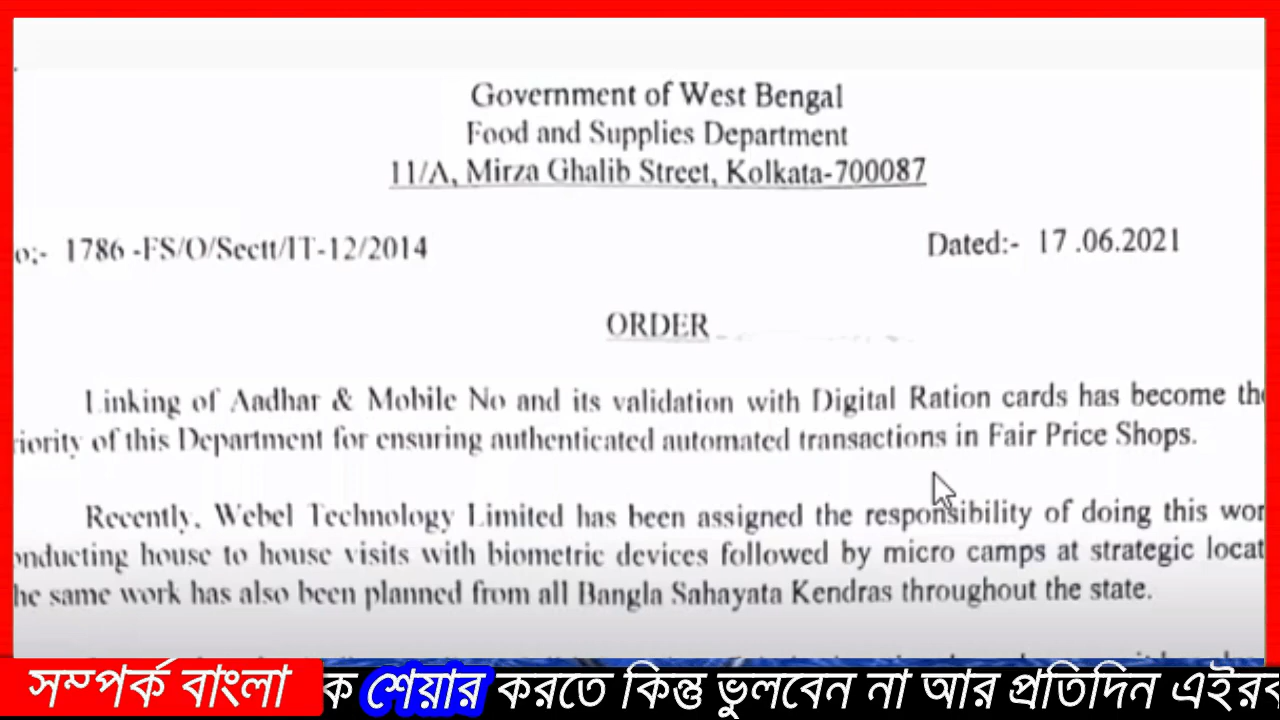 Government of West Bengal
Food and Supplies Department
11/A, Mirza Ghalib Street, Kolkata-700087
o:- 1786 -FS/O/Sectt/IT-12/2014 Dated:- 17 .06.2021
ORDER
Linking of Aadhar & Mobile No and its validation with Digital Ration cards has become the
riority of this Department for ensuring authenticated automated transactions in Fair Price Shops.
Recently, Webel Technology Limited has been assigned the responsibility of doing this wor
onducting house to house visits with biometric devices followed by micro camps at strategic locat
he same work has also been planned from all Bangla Sahayata Kendras throughout the state.
সম্পর্ক বাংলা ক শেয়ার করতে কিন্তু ভুলবেন না আর প্রতিদিন এইরক